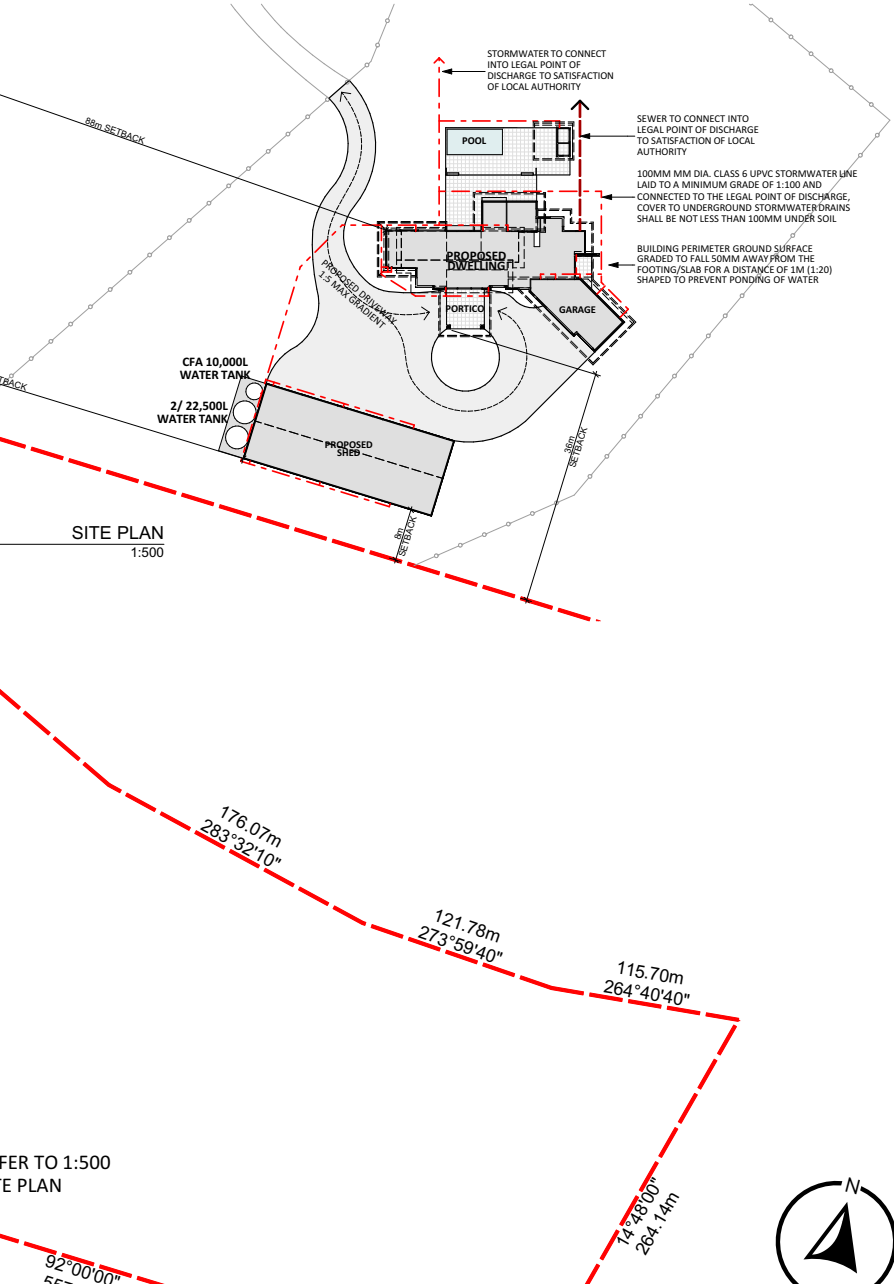 STORMWATER TO CONNECT
INTO LEGAL POINT OF
DISCHARGE TO SATISFACTION
OF LOCAL AUTHORITY
88m SETBACK
POOL
SEWER TO CONNECT INTO
LEGAL POINT OF DISCHARGE
TO SATISFACTION OF LOCAL
AUTHORITY
100MM MM DIA. CLASS 6 UPVC STORMWATER LINE
LAID TO A MINIMUM GRADE OF 1:100 AND
CONNECTED TO THE LEGAL POINT OF DISCHARGE,
COVER TO UNDERGROUND STORMWATER DRAINS
SHALL BE NOT LESS THAN 100MM UNDER SOIL
PROPOSED
DWELLING
BUILDING PERIMETER GROUND SURFACE
GRADED TO FALL 50MM AWAY FROM THE
FOOTING/SLAB FOR A DISTANCE OF 1M (1:20)
SHAPED TO PREVENT PONDING OF WATER
PROPOSED DRIVEWAY
1:5 MAX GRADIENT
PORTICO
GARAGE
CFA 10,000L
WATER TANK
TBACK
2/ 22,500L
WATER TANK
PROPOSED
SHED
36m
SETBACK
8m
SETBACK
SITE PLAN
1:500
176.07m
283°32'10"
121.78m
273°59'40"
115.70m
264°40'40"
FER TO 1:500
TE PLAN
14°48'00"
264.14m
N
92°00'00"